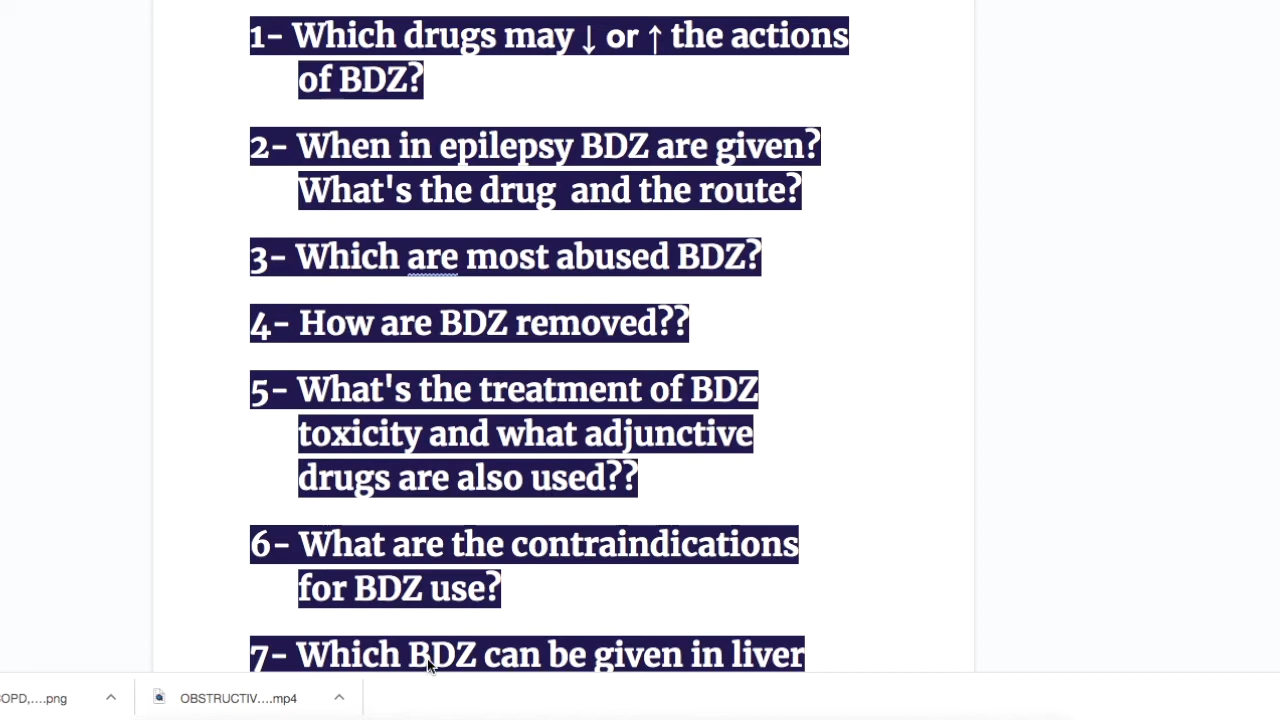 1- Which drugs may ↓ or ↑ the actions
of BDZ?
2- When in epilepsy BDZ are given?
What's the drug and the route?
3- Which are most abused BDZ?
4- How are BDZ removed??
5- What's the treatment of BDZ
toxicity and what adjunctive
drugs are also used??
6- What are the contraindications
for BDZ use?
7- Which BDZ can be given in liver
OPD,....png
OBSTRUCTIV....mp4